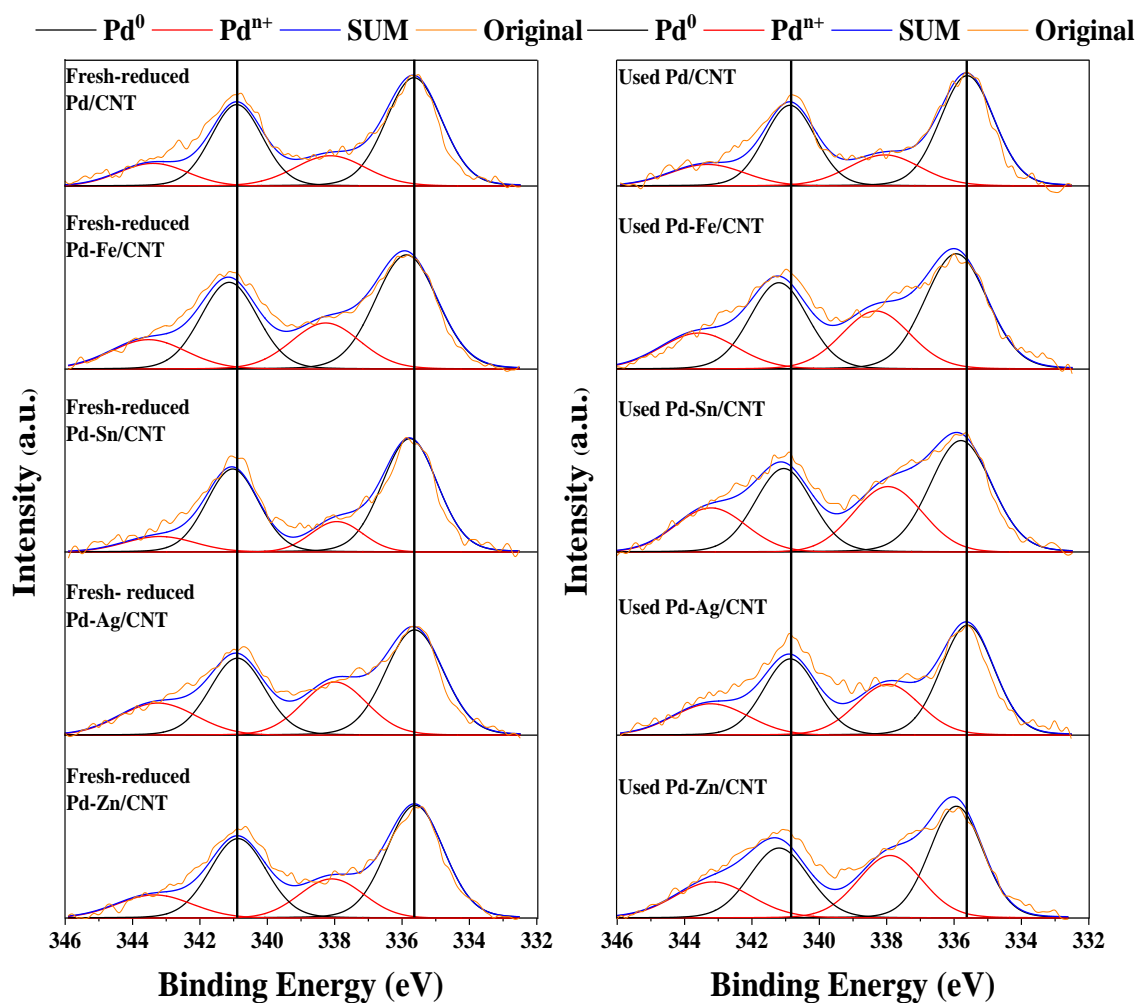 Pd⁰ Pdⁿ⁺ SUM Original Pd⁰ Pdⁿ⁺ SUM Original
Fresh-reduced
Pd/CNT
Fresh-reduced
Pd-Fe/CNT
Fresh-reduced
Pd-Sn/CNT
Fresh- reduced
Pd-Ag/CNT
Fresh-reduced
Pd-Zn/CNT
Intensity (a.u.)
346 344 342 340 338 336 334 332
Binding Energy (eV)
Used Pd/CNT
Used Pd-Fe/CNT
Used Pd-Sn/CNT
Used Pd-Ag/CNT
Used Pd-Zn/CNT
Intensity (a.u.)
346 344 342 340 338 336 334 332
Binding Energy (eV)